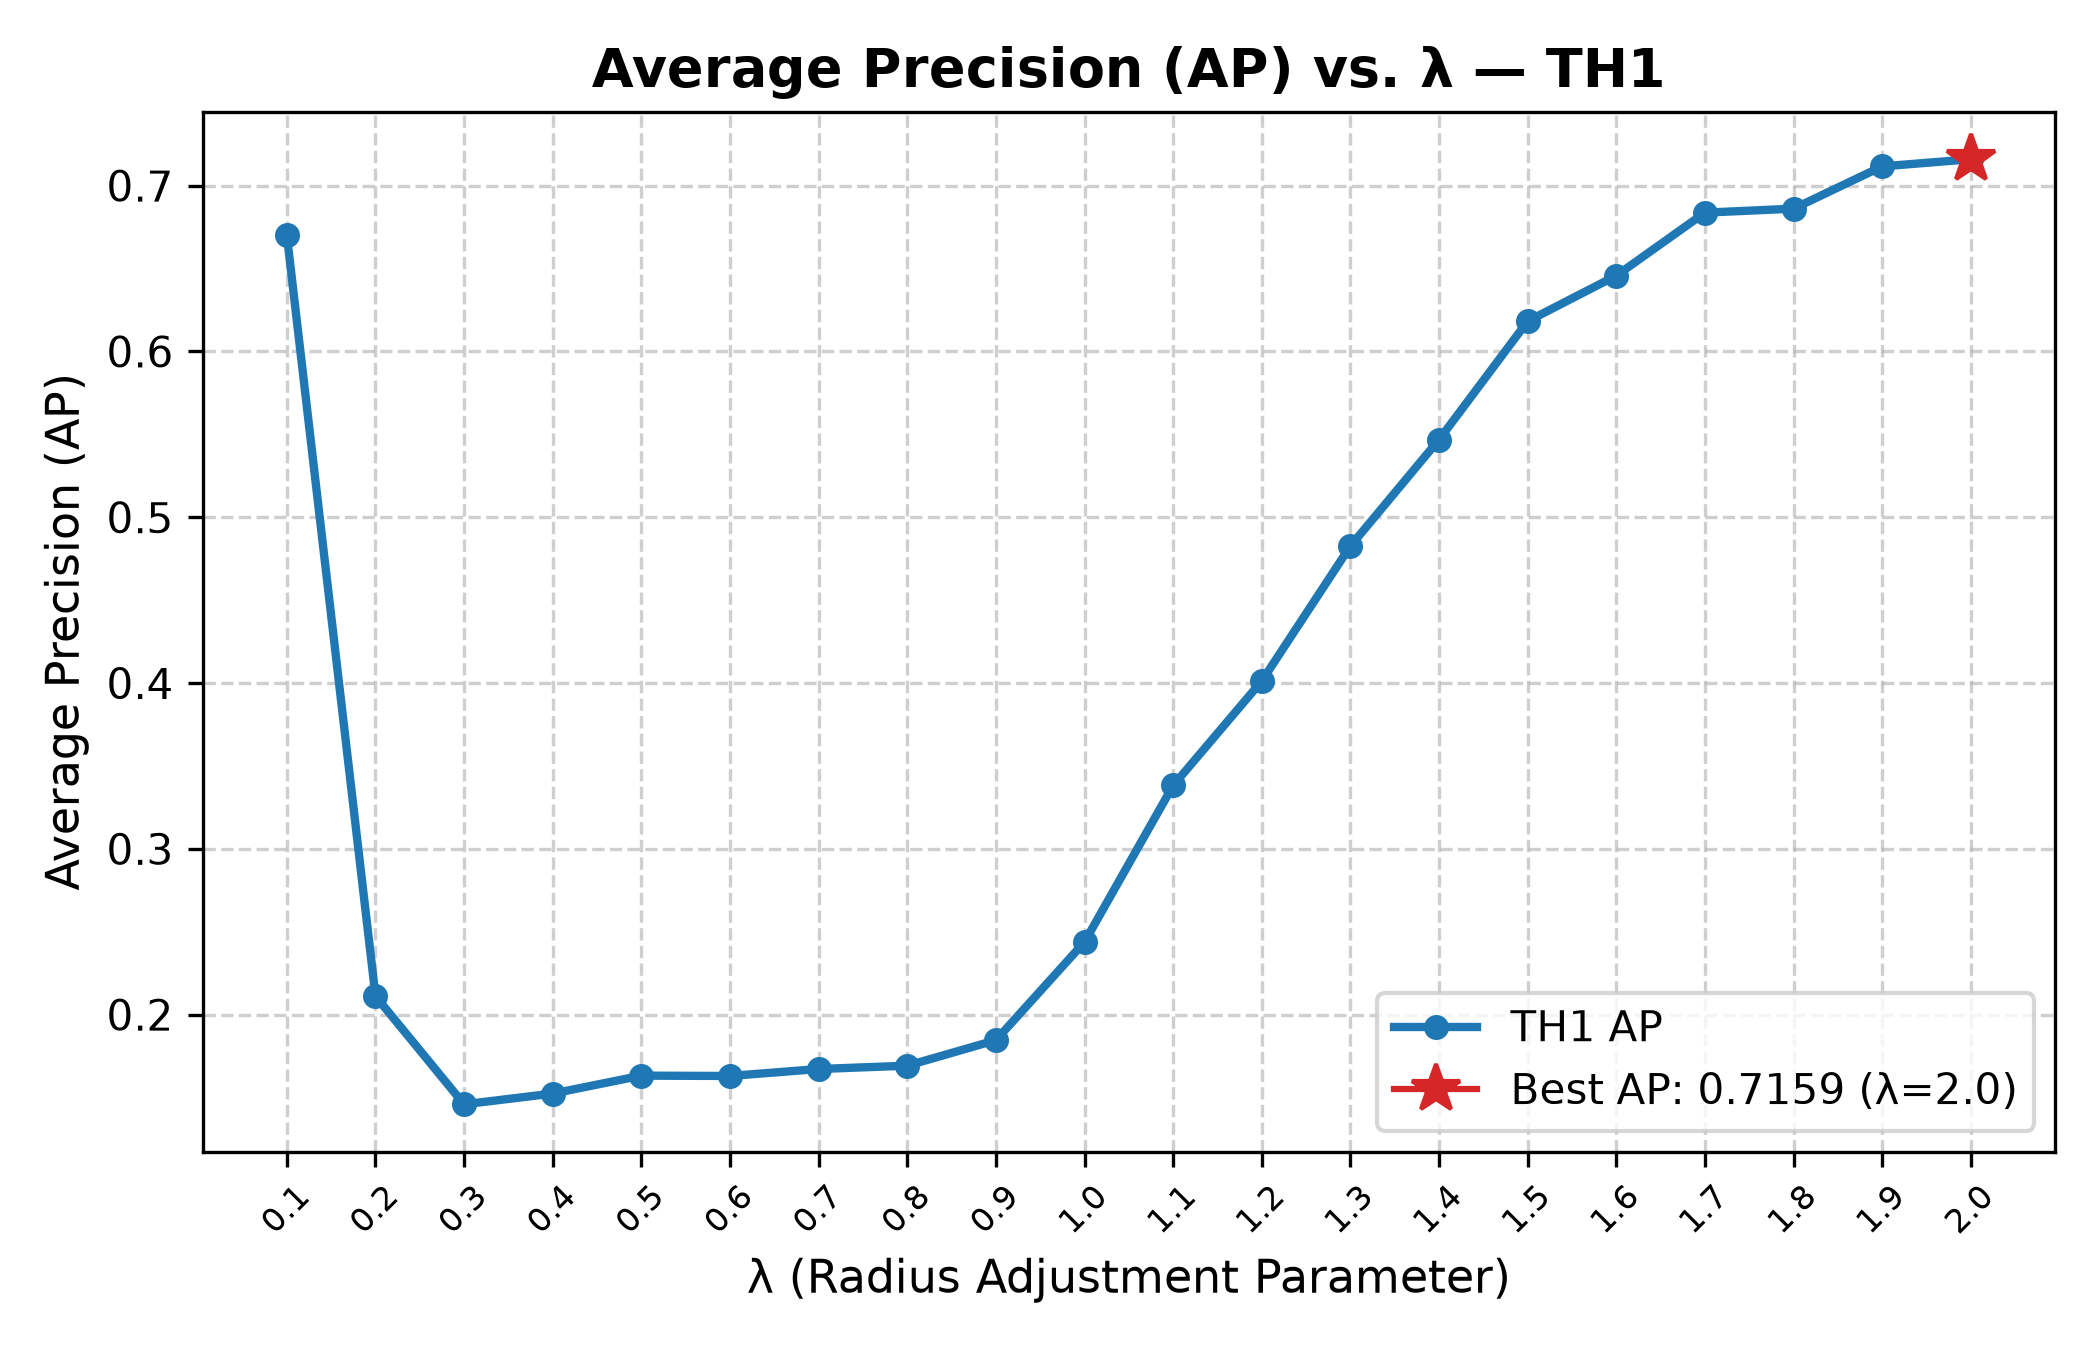 Average Precision (AP) vs. λ — TH1
Average Precision (AP)
0.7
0.6
0.5
0.4
0.3
0.2
TH1 AP
Best AP: 0.7159 (λ=2.0)
0.1 0.2 0.3 0.4 0.5 0.6 0.7 0.8 0.9 1.0 1.1 1.2 1.3 1.4 1.5 1.6 1.7 1.8 1.9 2.0
λ (Radius Adjustment Parameter)